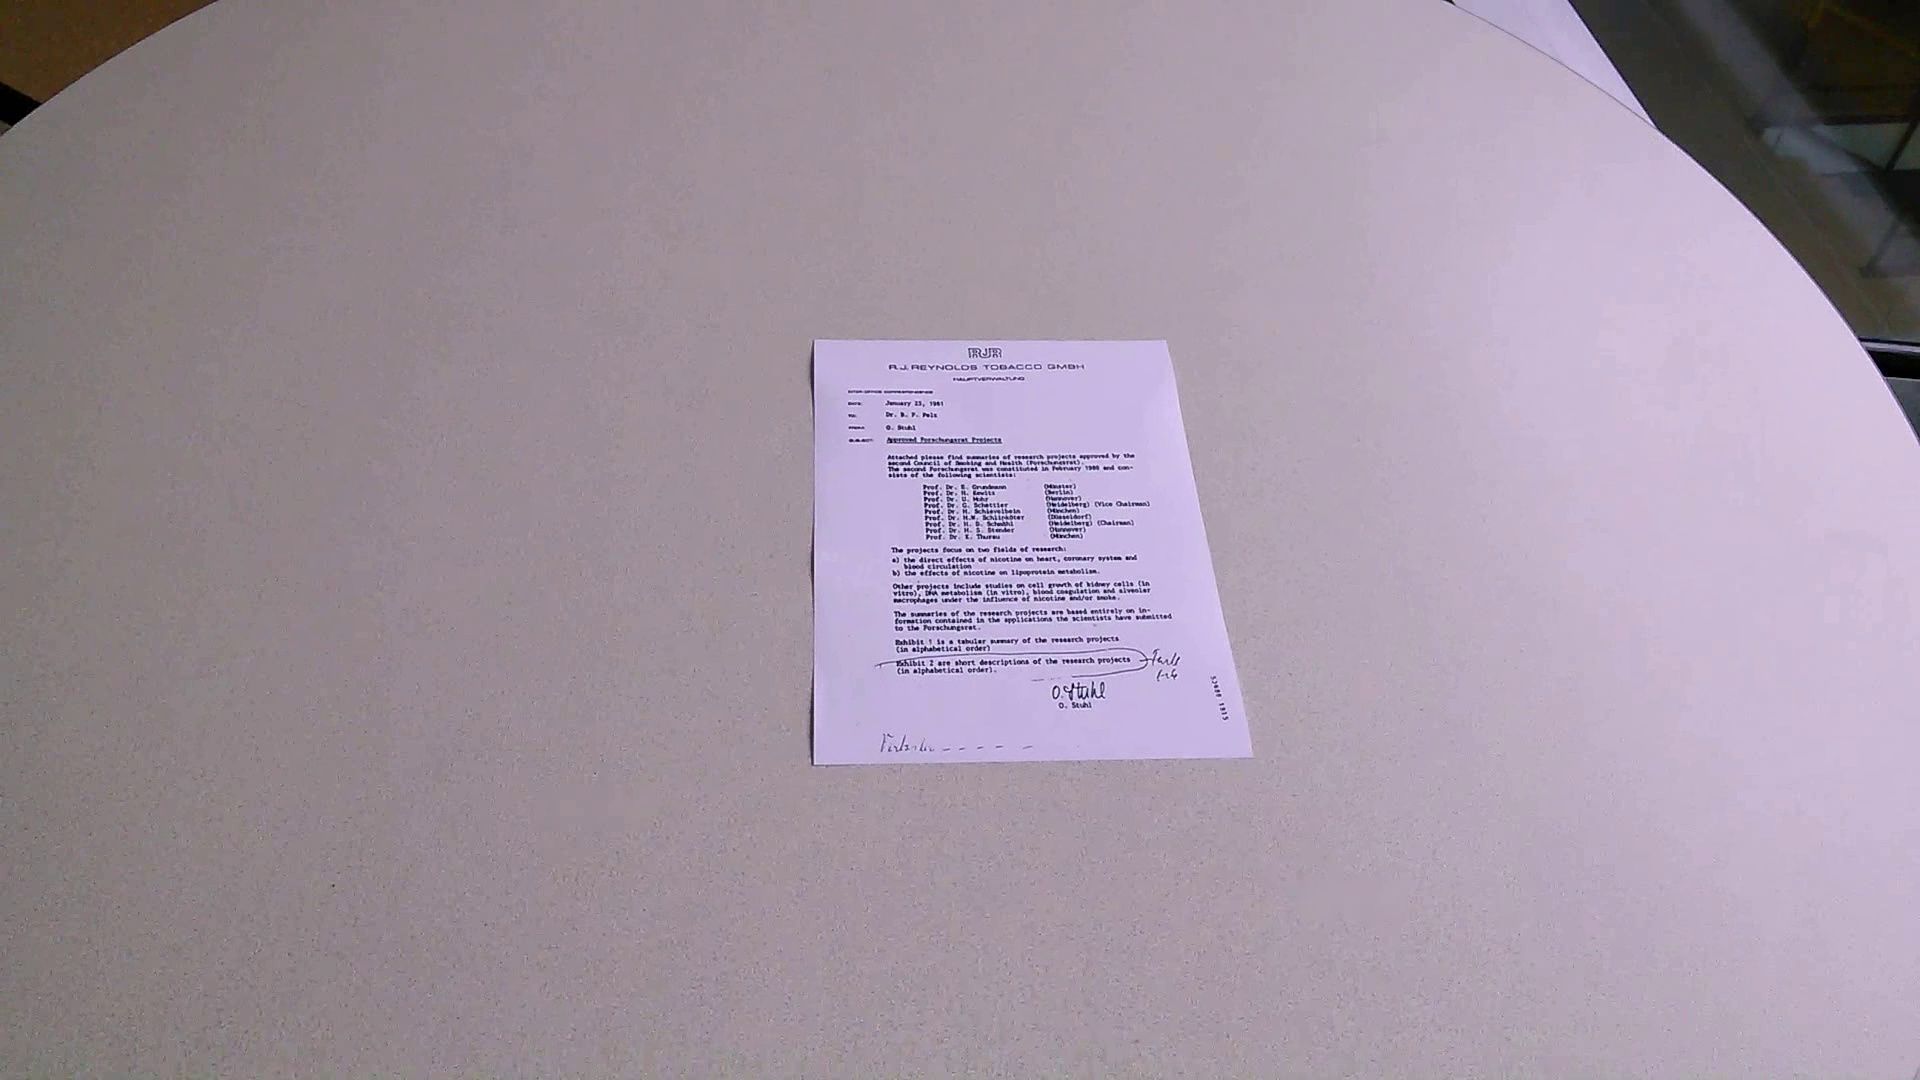 RJR
R.J. REYNOLDS TOBACCO GMBH
HAUPTVERWALTUNG
INTER-OFFICE CORRESPONDENCE
DATE: January 23, 1981
TO: Dr. B. F. Pelz
FROM: O. Stuhl
SUBJECT: Approved Forschungsrat Projects
Attached please find summaries of research projects approved by the
second Council of Smoking and Health (Forschungsrat).
The second Forschungsrat was constituted in February 1980 and con-
sists of the following scientists:
Prof. Dr. E. Grundmann (Münster)
Prof. Dr. H. Kewitz (Berlin)
Prof. Dr. U. Mohr (Hannover)
Prof. Dr. G. Schettler (Heidelberg) (Vice Chairman)
Prof. Dr. H. Schievelbein (München)
Prof. Dr. H.W. Schlipköter (Düsseldorf)
Prof. Dr. H. D. Schmähl (Heidelberg) (Chairman)
Prof. Dr. H. S. Stender (Hannover)
Prof. Dr. K. Thurau (München)
The projects focus on two fields of research:
a) the direct effects of nicotine on heart, coronary system and
blood circulation
b) the effects of nicotine on lipoprotein metabolism.
Other projects include studies on cell growth of kidney cells (in
vitro), DNA metabolism (in vitro), blood coagulation and alveolar
macrophages under the influence of nicotine and/or smoke.
The summaries of the research projects are based entirely on in-
formation contained in the applications the scientists have submitted
to the Forschungsrat.
Exhibit 1 is a tabular summary of the research projects
(in alphabetical order)
Exhibit 2 are short descriptions of the research projects
(in alphabetical order).
O. Stuhl
O. Stuhl